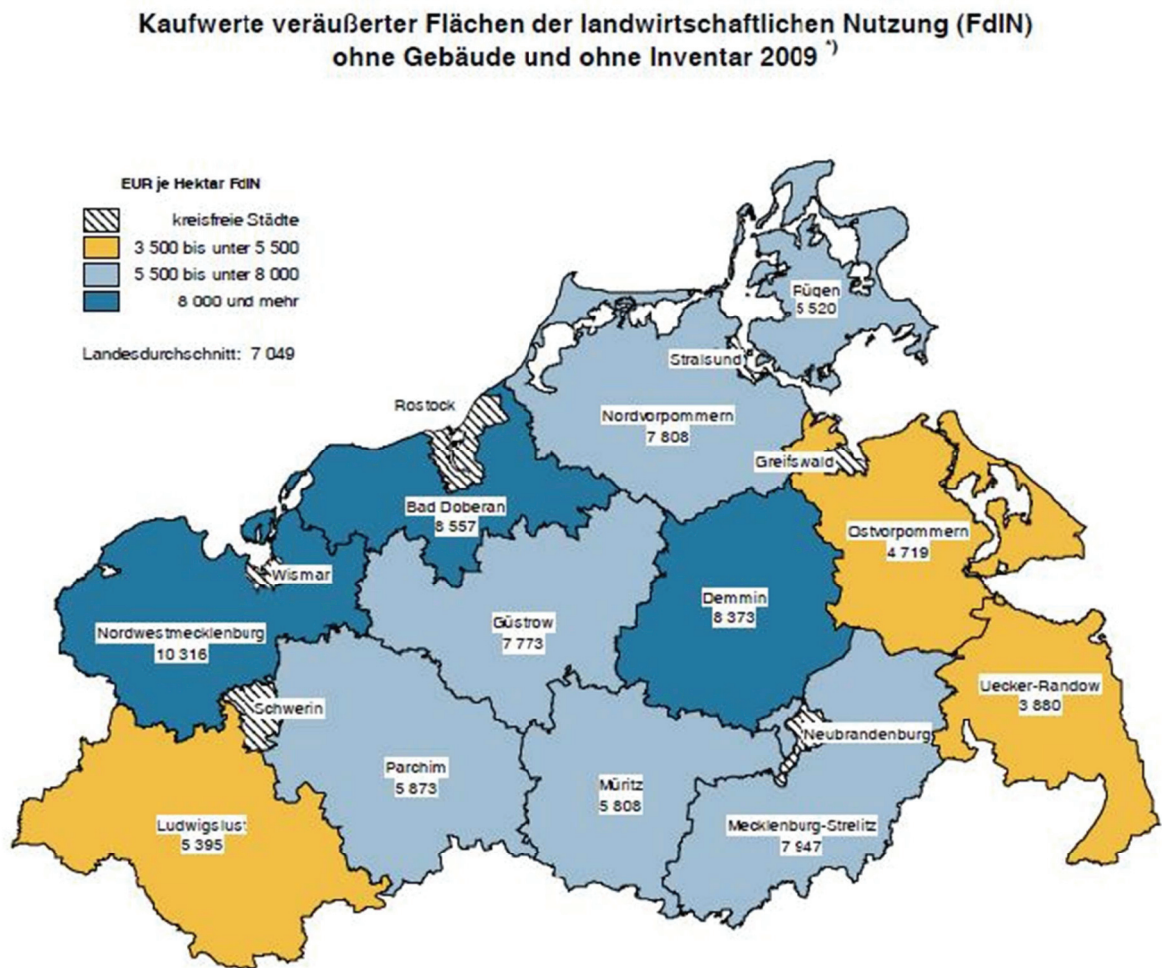 Kaufwerte veräußerter Flächen der landwirtschaftlichen Nutzung (FdlN)
ohne Gebäude und ohne Inventar 2009 *)
EUR je Hektar FdlN
kreisfreie Städte
3 500 bis unter 5 500
5 500 bis unter 8 000
8 000 und mehr
Landesdurchschnitt: 7 049
Rügen
5 520
Stralsund
Rostock
Nordvorpommern
7 808
Greifswald
Bad Doberan
8 557
Ostvorpommern
4 719
Wismar
Demmin
8 373
Güstrow
7 773
Nordwestmecklenburg
10 316
Uecker-Randow
3 880
Schwerin
Neubrandenburg
Parchim
5 873
Müritz
5 808
Ludwigslust
5 395
Mecklenburg-Strelitz
7 947